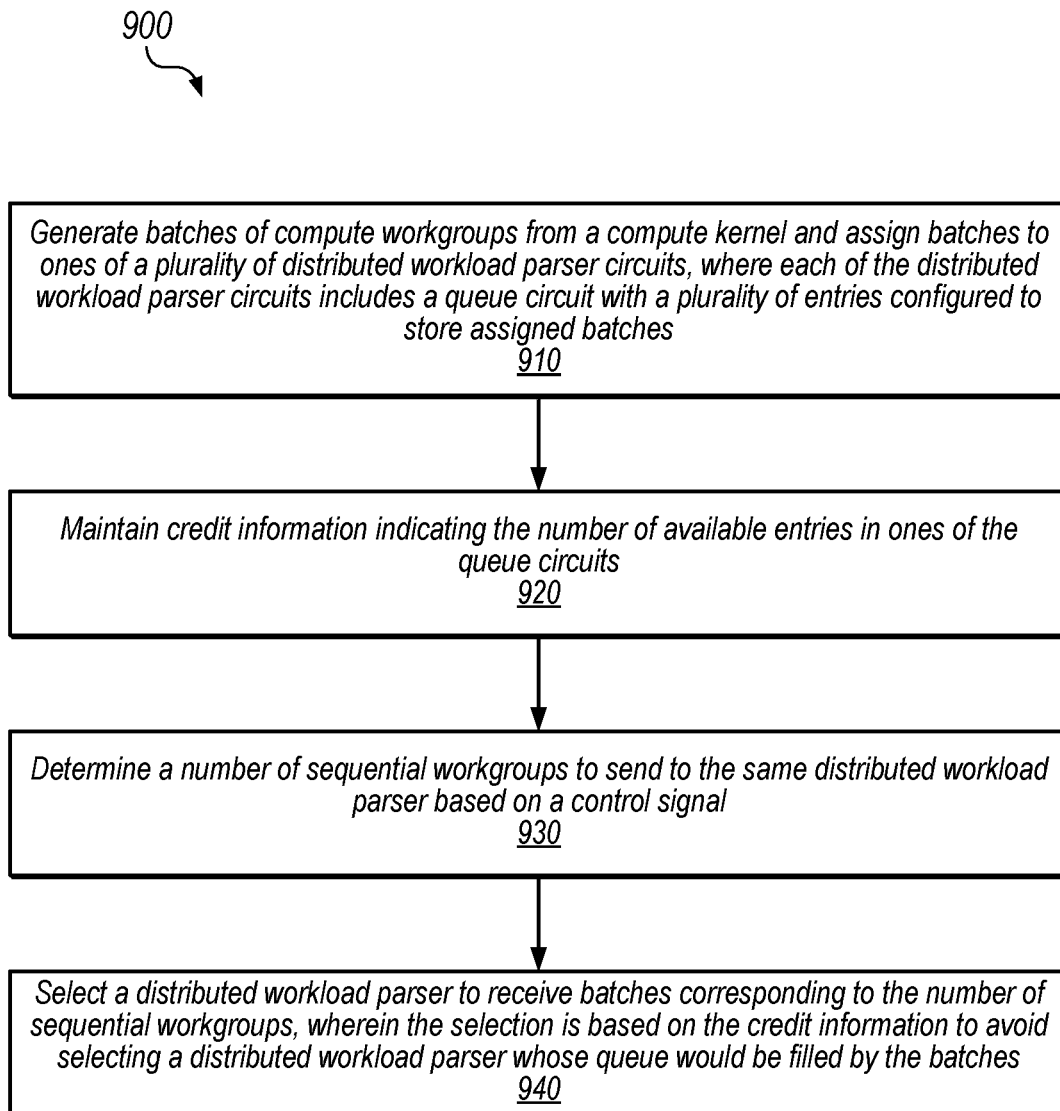 900
Generate batches of compute workgroups from a compute kernel and assign batches to
ones of a plurality of distributed workload parser circuits, where each of the distributed
workload parser circuits includes a queue circuit with a plurality of entries configured to
store assigned batches
910
Maintain credit information indicating the number of available entries in ones of the
queue circuits
920
Determine a number of sequential workgroups to send to the same distributed workload
parser based on a control signal
930
Select a distributed workload parser to receive batches corresponding to the number of
sequential workgroups, wherein the selection is based on the credit information to avoid
selecting a distributed workload parser whose queue would be filled by the batches
940